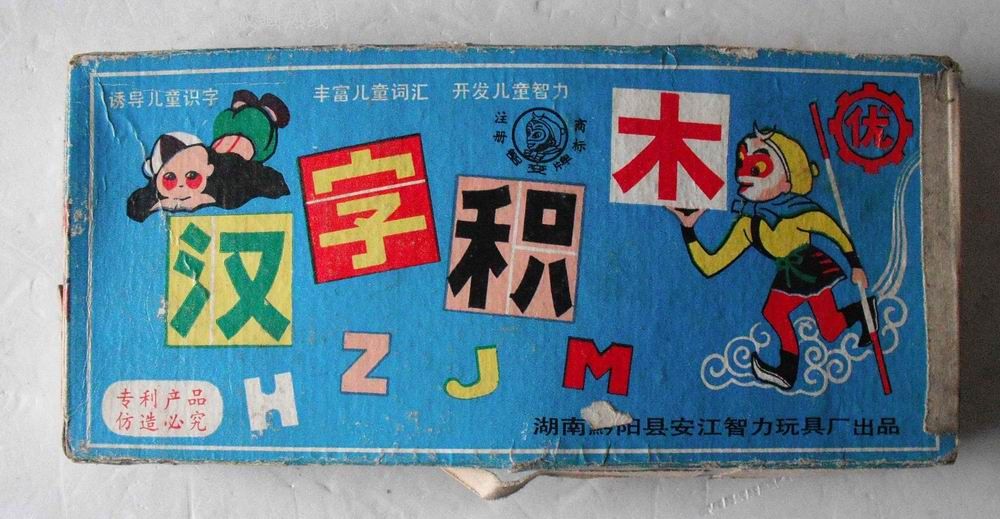 诱导儿童识字 丰富儿童词汇 开发儿童智力
注册 商标
牌
优
汉字积木
H Z J M
专利产品
仿造必究
湖南黔阳县安江智力玩具厂出品